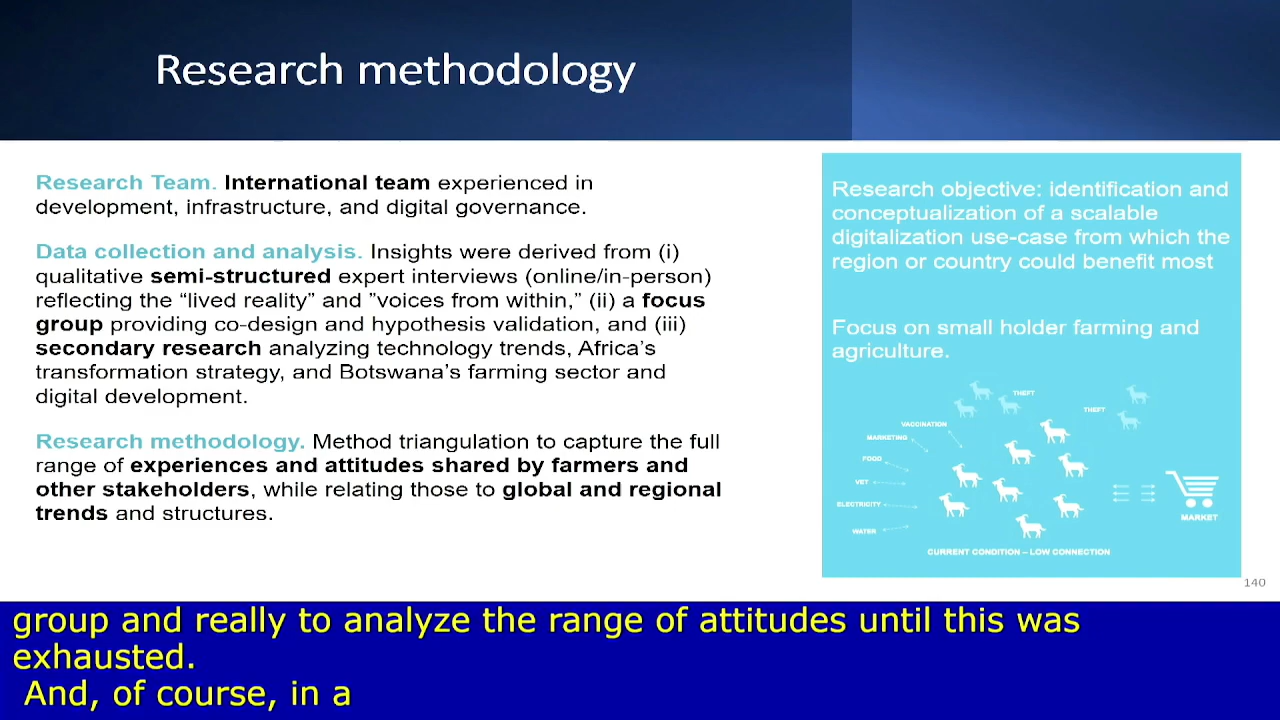 Research methodology
Research Team. International team experienced in
development, infrastructure, and digital governance.
Data collection and analysis. Insights were derived from (i)
qualitative semi-structured expert interviews (online/in-person)
reflecting the “lived reality” and ”voices from within,” (ii) a focus
group providing co-design and hypothesis validation, and (iii)
secondary research analyzing technology trends, Africa’s
transformation strategy, and Botswana’s farming sector and
digital development.
Research methodology. Method triangulation to capture the full
range of experiences and attitudes shared by farmers and
other stakeholders, while relating those to global and regional
trends and structures.
Research objective: identification and
conceptualization of a scalable
digitalization use-case from which the
region or country could benefit most
Focus on small holder farming and
agriculture.
THEFT
THEFT
VACCINATION
MARKETING
FOOD
VET
ELECTRICITY
WATER
MARKET
CURRENT CONDITION – LOW CONNECTION
140
group and really to analyze the range of attitudes until this was
exhausted.
And, of course, in a